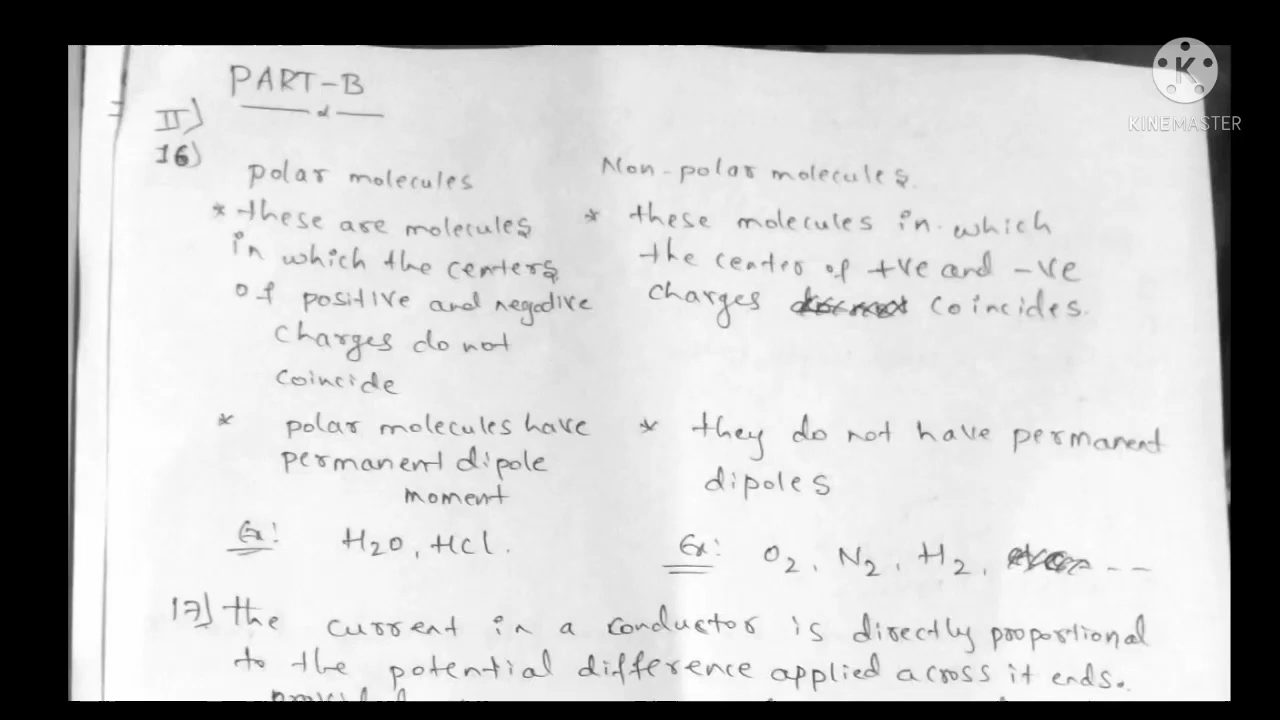 PART-B
II)
16)
polar molecules
* these are molecules
in which the centers
of positive and negative
charges do not
coincide
* polar molecules have
permanent dipole
moment
Ex: H2O, HCl.
Non-polar molecules.
* these molecules in which
the center of +ve and -ve
charges coincides.
* they do not have permanent
dipoles
Ex: O2, N2, H2, --
17) the current in a conductor is directly proportional
to the potential difference applied across it ends.
KINEMASTER